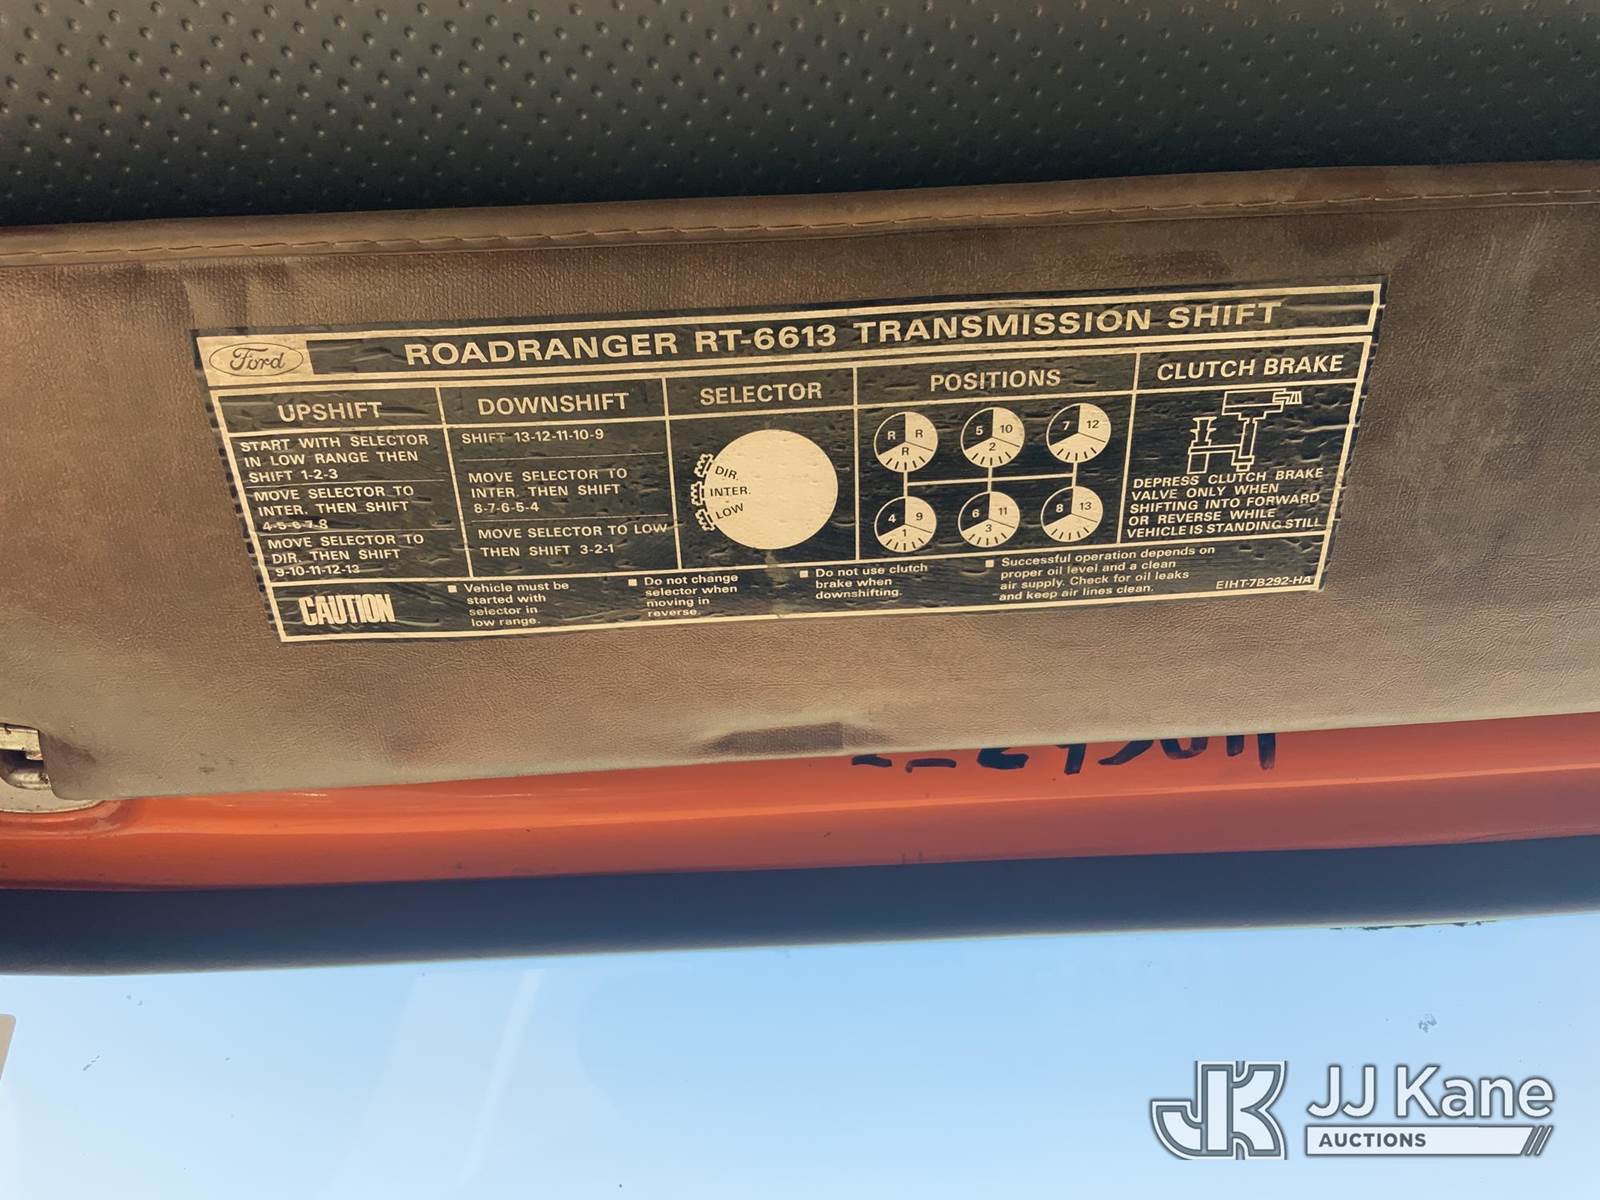 Ford
ROADRANGER RT-6613 TRANSMISSION SHIFT
UPSHIFT
START WITH SELECTOR
IN LOW RANGE THEN
SHIFT 1-2-3
MOVE SELECTOR TO
INTER. THEN SHIFT
4-5-6-7-8
MOVE SELECTOR TO
DIR. THEN SHIFT
9-10-11-12-13
DOWNSHIFT
SHIFT 13-12-11-10-9
MOVE SELECTOR TO
INTER. THEN SHIFT
8-7-6-5-4
MOVE SELECTOR TO LOW
THEN SHIFT 3-2-1
SELECTOR
DIR.
INTER.
LOW
POSITIONS
R R
R
5 10
2
7 12
4 9
1
6 11
3
8 13
CLUTCH BRAKE
DEPRESS CLUTCH BRAKE
VALVE ONLY WHEN
SHIFTING INTO FORWARD
OR REVERSE WHILE
VEHICLE IS STANDING STILL
CAUTION
■ Vehicle must be
started with
selector in
low range.
■ Do not change
selector when
moving in
reverse.
■ Do not use clutch
brake when
downshifting.
■ Successful operation depends on
proper oil level and a clean
air supply. Check for oil leaks
and keep air lines clean.
EIHT-7B292-HA
JJ Kane
AUCTIONS